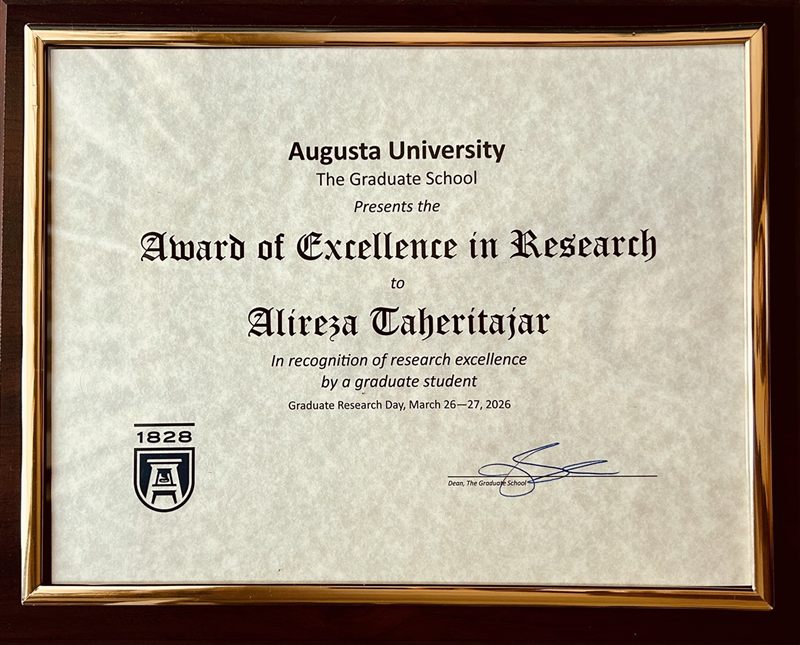 Augusta University
The Graduate School
Presents the
Award of Excellence in Research
to
Alireza Taheritajar
In recognition of research excellence
by a graduate student
Graduate Research Day, March 26—27, 2026
1828
Dean, The Graduate School